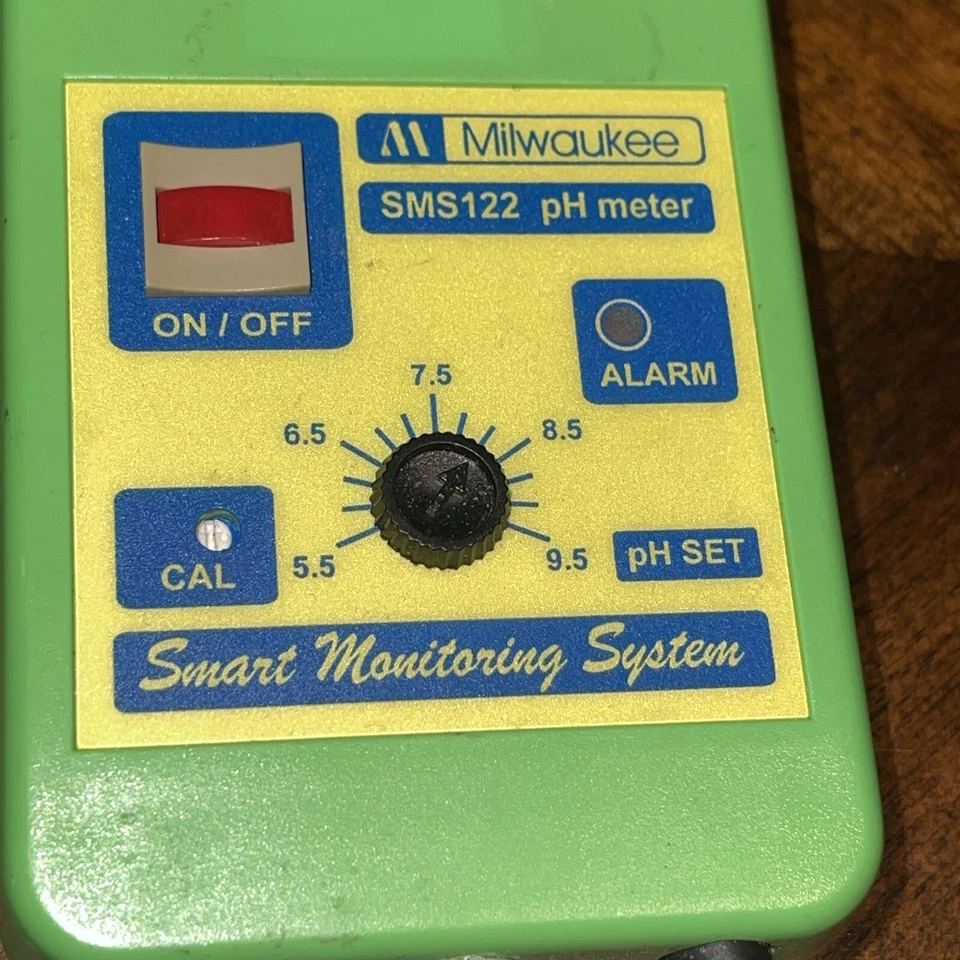 Milwaukee
SMS122 pH meter
ON / OFF
ALARM
7.5
6.5
8.5
5.5
9.5
CAL
pH SET
Smart Monitoring System